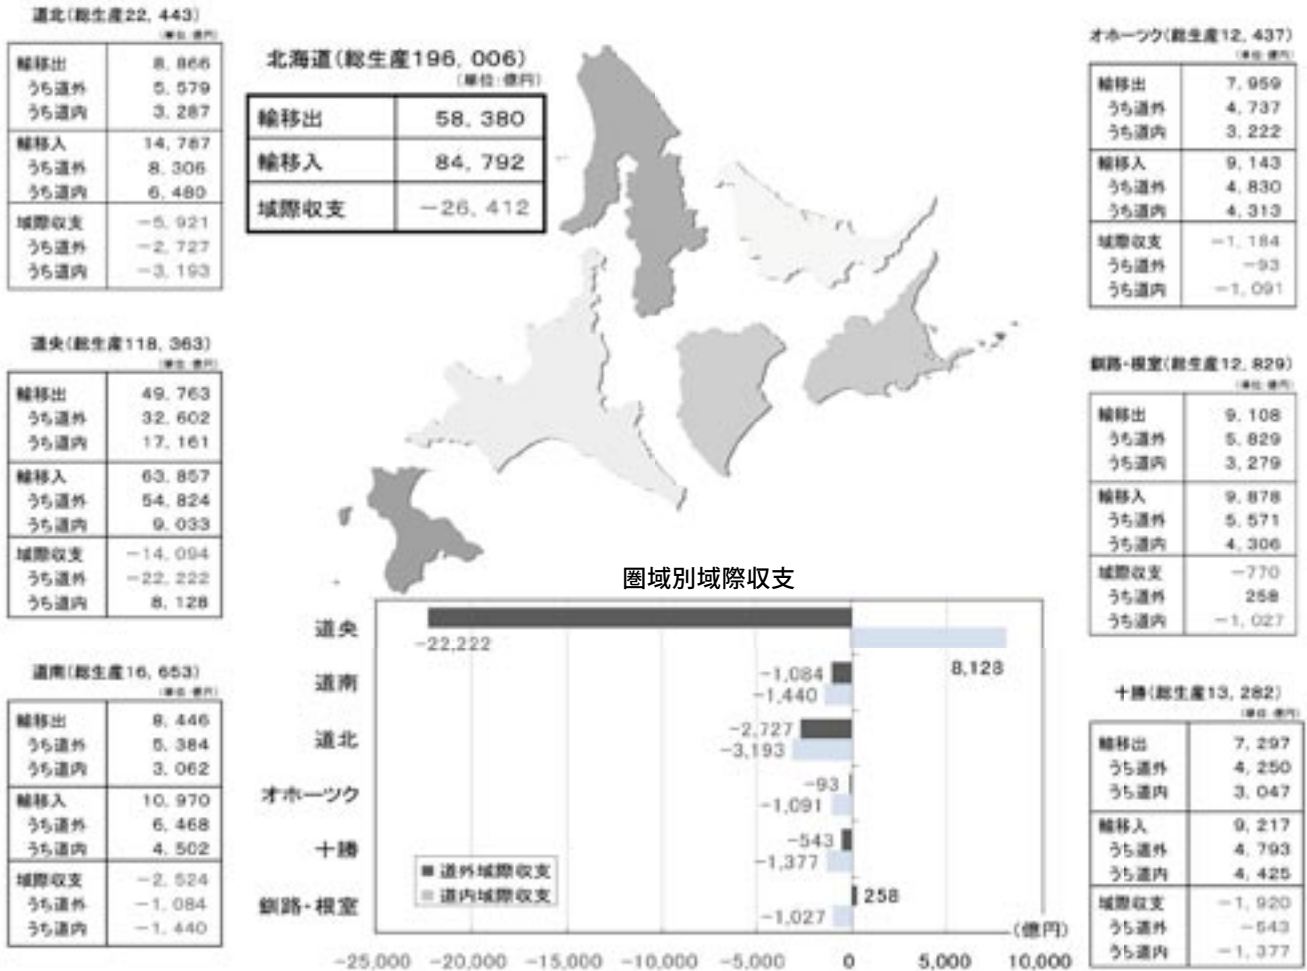 道北(総生産22, 443)
(単位:億円)
輸移出 8, 866
うち道外 5, 579
うち道内 3, 287
輸移入 14, 787
うち道外 8, 306
うち道内 6, 480
域際収支 －5, 921
うち道外 －2, 727
うち道内 －3, 193
北海道(総生産196, 006)
(単位:億円)
輸移出 58, 380
輸移入 84, 792
域際収支 －26, 412
オホーツク(総生産12, 437)
(単位:億円)
輸移出 7, 959
うち道外 4, 737
うち道内 3, 222
輸移入 9, 143
うち道外 4, 830
うち道内 4, 313
域際収支 －1, 184
うち道外 －93
うち道内 －1, 091
道央(総生産118, 363)
(単位:億円)
輸移出 49, 763
うち道外 32, 602
うち道内 17, 161
輸移入 63, 857
うち道外 54, 824
うち道内 9, 033
域際収支 －14, 094
うち道外 －22, 222
うち道内 8, 128
釧路・根室(総生産12, 829)
(単位:億円)
輸移出 9, 108
うち道外 5, 829
うち道内 3, 279
輸移入 9, 878
うち道外 5, 571
うち道内 4, 306
域際収支 －770
うち道外 258
うち道内 －1, 027
道南(総生産16, 653)
(単位:億円)
輸移出 8, 446
うち道外 5, 384
うち道内 3, 062
輸移入 10, 970
うち道外 6, 468
うち道内 4, 502
域際収支 －2, 524
うち道外 －1, 084
うち道内 －1, 440
十勝(総生産13, 282)
(単位:億円)
輸移出 7, 297
うち道外 4, 250
うち道内 3, 047
輸移入 9, 217
うち道外 4, 793
うち道内 4, 425
域際収支 －1, 920
うち道外 －543
うち道内 －1, 377
圏域別域際収支
道央
−22,222
8,128
道南
−1,084
−1,440
道北
−2,727
−3,193
オホーツク
−93
−1,091
十勝
−543
−1,377
釧路・根室
258
−1,027
■ 道外域際収支
■ 道内域際収支
(億円)
−25,000 −20,000 −15,000 −10,000 −5,000 0 5,000 10,000